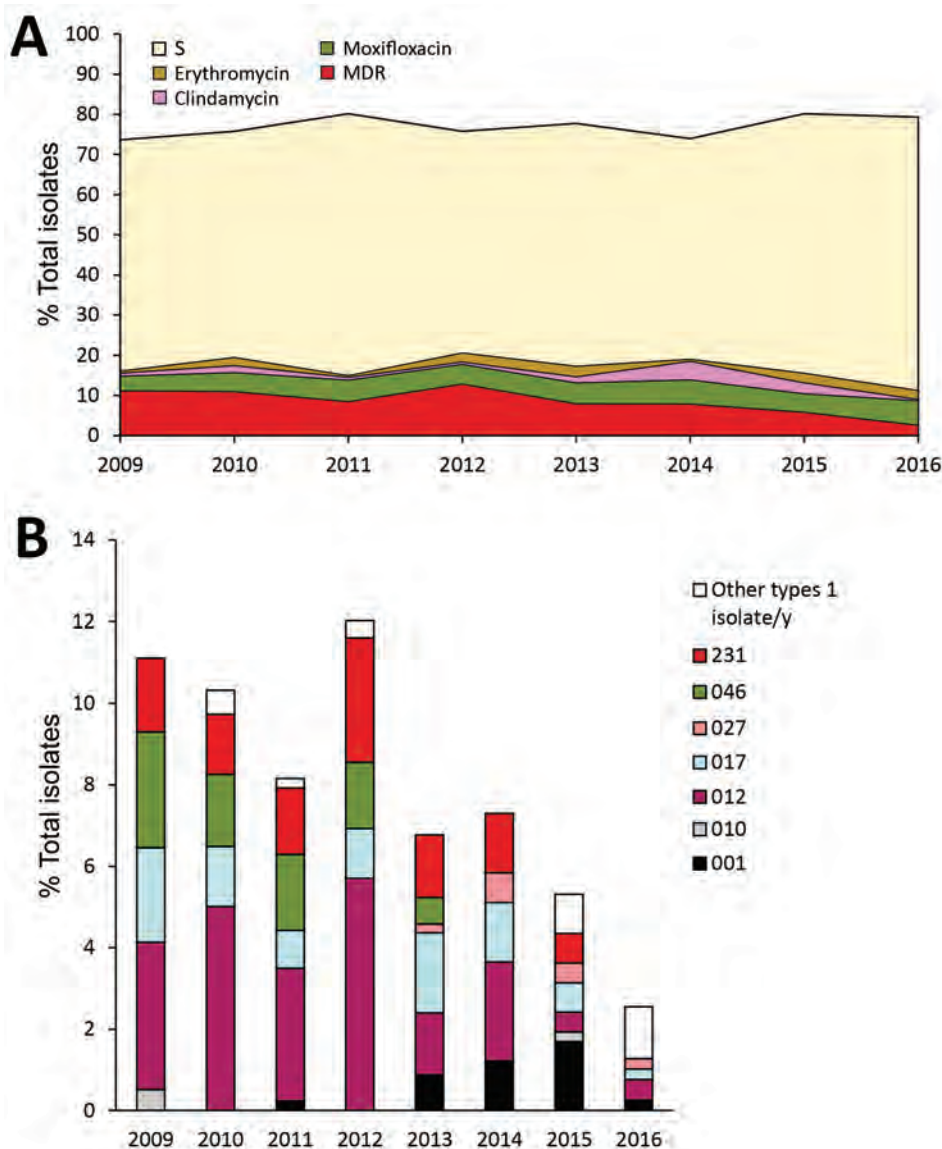 A
S
Erythromycin
Clindamycin
Moxifloxacin
MDR
% Total isolates
100
90
80
70
60
50
40
30
20
10
0
2009 2010 2011 2012 2013 2014 2015 2016
B
% Total isolates
14
12
10
8
6
4
2
0
2009 2010 2011 2012 2013 2014 2015 2016
Other types 1
isolate/y
231
046
027
017
012
010
001